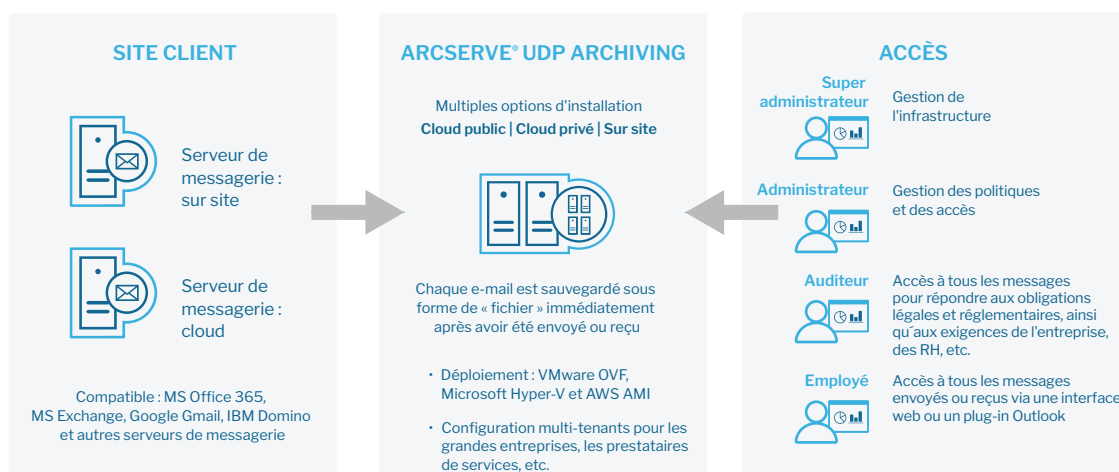 SITE CLIENT
Serveur de
messagerie :
sur site
Serveur de
messagerie :
cloud
Compatible : MS Office 365,
MS Exchange, Google Gmail, IBM Domino
et autres serveurs de messagerie
ARCSERVE® UDP ARCHIVING
Multiples options d'installation
Cloud public | Cloud privé | Sur site
Chaque e-mail est sauvegardé sous
forme de « fichier » immédiatement
après avoir été envoyé ou reçu
• Déploiement : VMware OVF,
Microsoft Hyper-V et AWS AMI
• Configuration multi-tenants pour les
grandes entreprises, les prestataires
de services, etc.
ACCÈS
Super
administrateur
Gestion de
l'infrastructure
Administrateur
Gestion des politiques
et des accès
Auditeur
Accès à tous les messages
pour répondre aux obligations
légales et réglementaires, ainsi
qu´aux exigences de l'entreprise,
des RH, etc.
Employé
Accès à tous les messages
envoyés ou reçus via une interface
web ou un plug-in Outlook